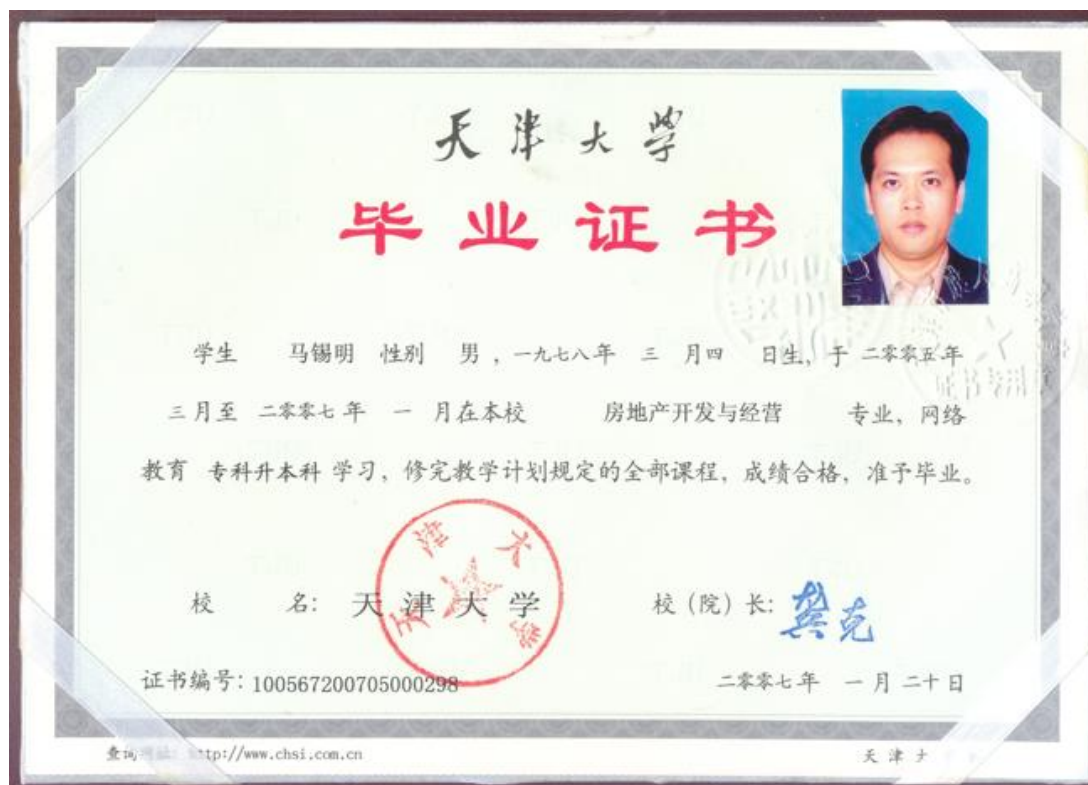 天津大学
毕业证书
学生 马锡明 性别 男，一九七八年 三 月四 日生，于 二零零五年
三月至 二零零七年 一 月在本校 房地产开发与经营 专业，网络
教育 专科升本科 学习，修完教学计划规定的全部课程，成绩合格，准予毕业。
天津大学
校 名：天津大学 校（院）长：龚克
证书编号：100567200705000298 二零零七年 一月二十日
http://www.chsi.com.cn 天津大